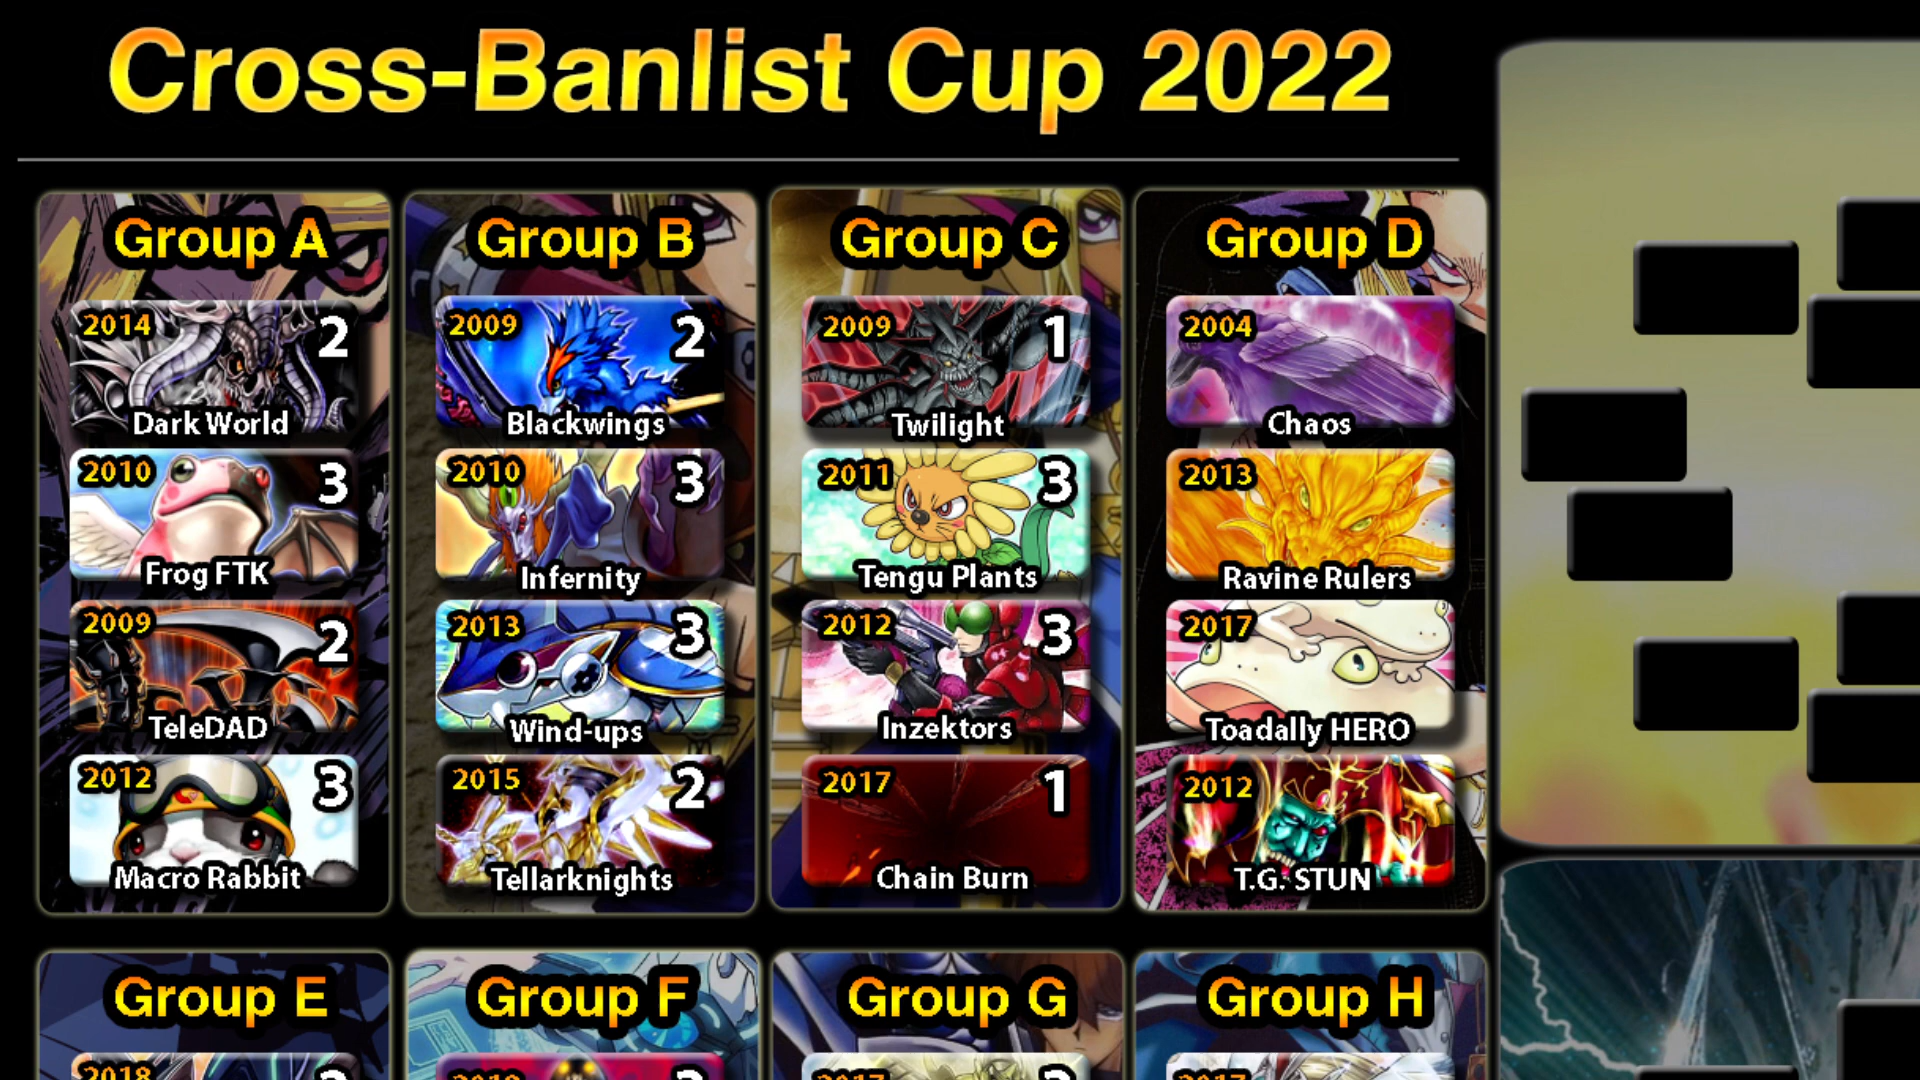 Cross-Banlist Cup 2022
Group A
2014 2
Dark World
2010 3
Frog FTK
2009 2
TeleDAD
2012 3
Macro Rabbit
Group B
2009 2
Blackwings
2010 3
Infernity
2013 3
Wind-ups
2015 2
Tellarknights
Group C
2009 1
Twilight
2011 3
Tengu Plants
2012 3
Inzektors
2017 1
Chain Burn
Group D
2004
Chaos
2013
Ravine Rulers
2017
Toadally HERO
2012
T.G. STUN
Group E
2018
Group F
Group G
2017
Group H
2017